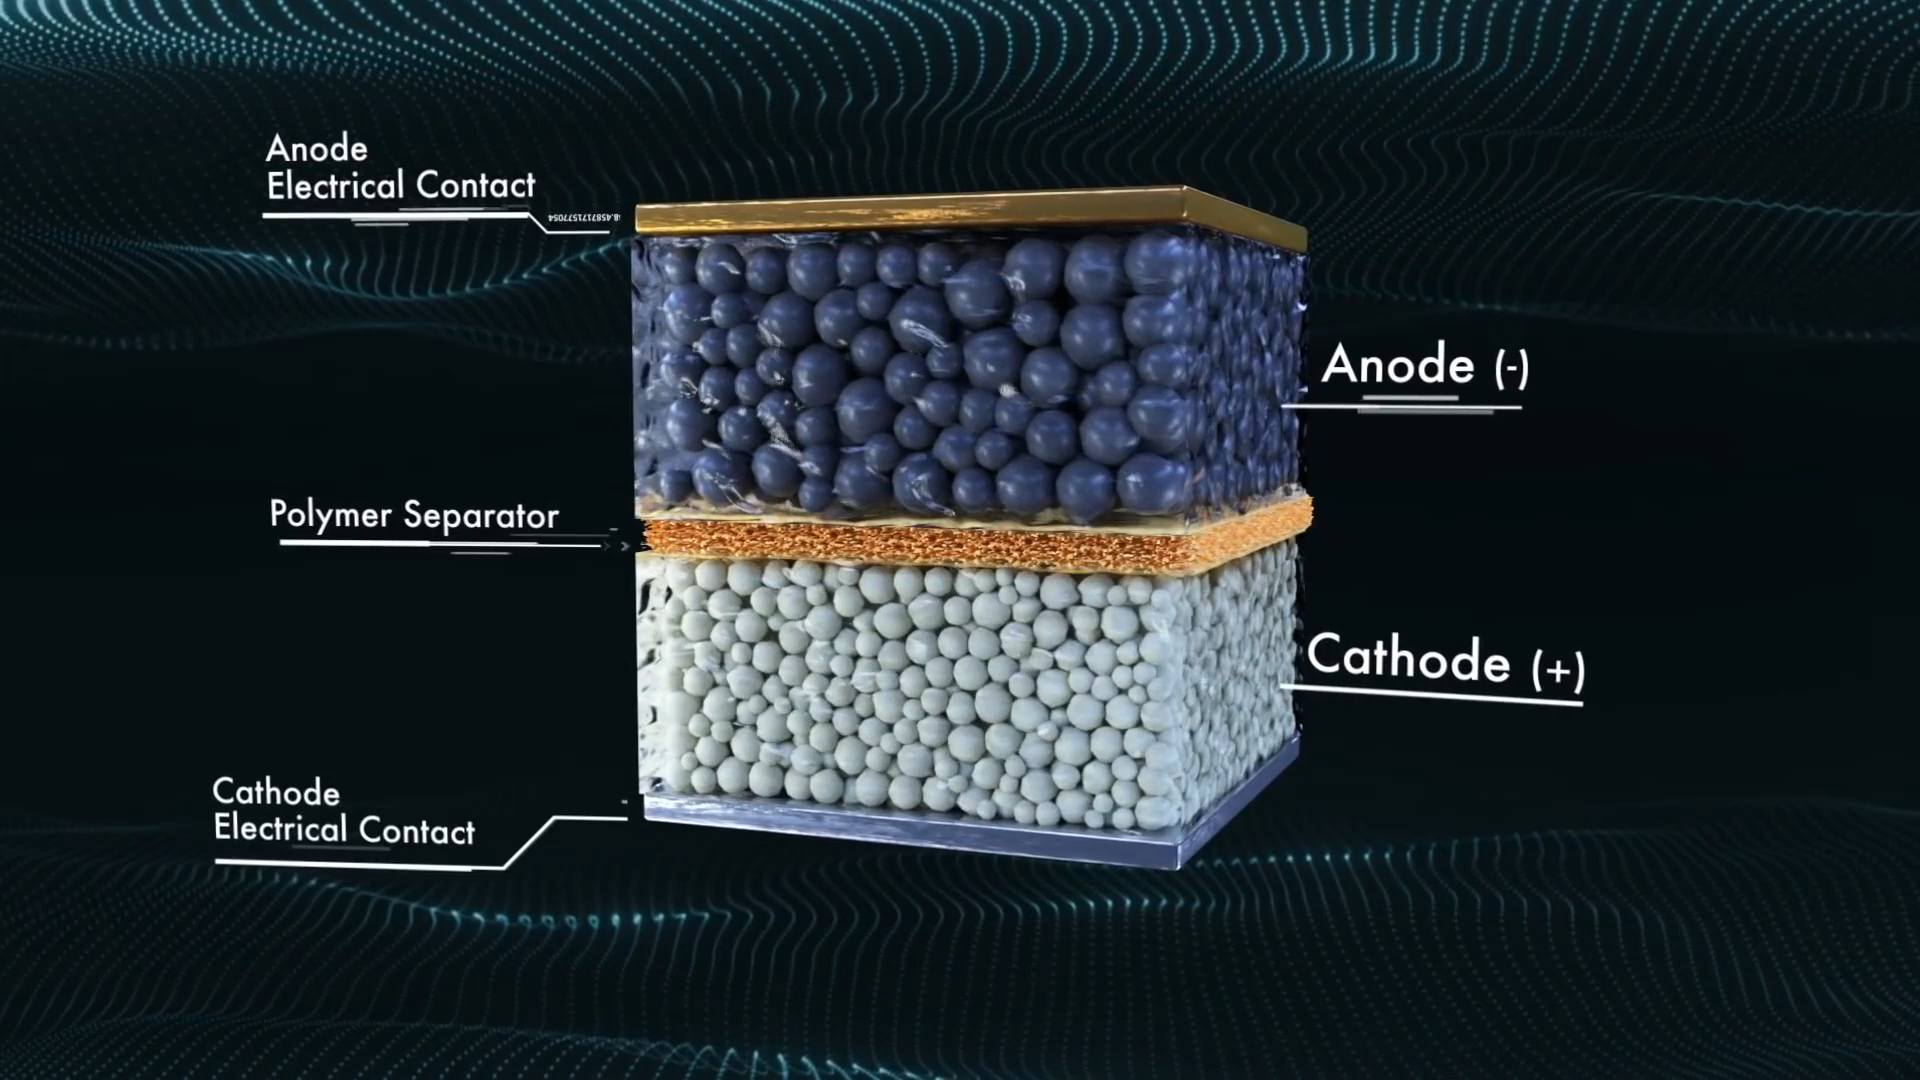 Anode
Electrical Contact
Anode (-)
Polymer Separator
Cathode (+)
Cathode
Electrical Contact